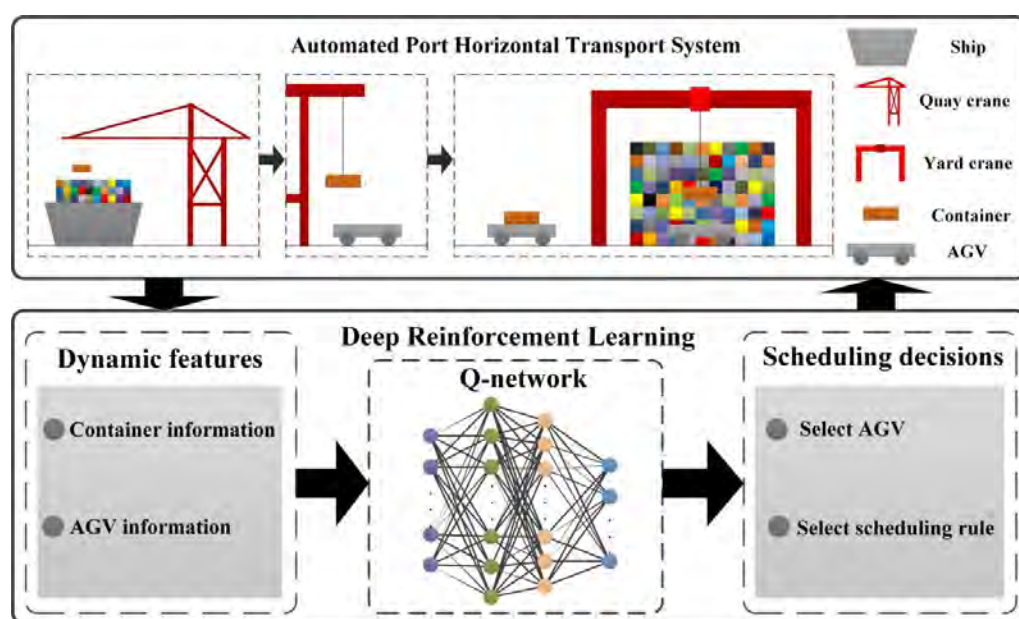 Automated Port Horizontal Transport System
Ship
Quay crane
Yard crane
Container
AGV
Deep Reinforcement Learning
Dynamic features
Container information
AGV information
Q-network
Scheduling decisions
Select AGV
Select scheduling rule